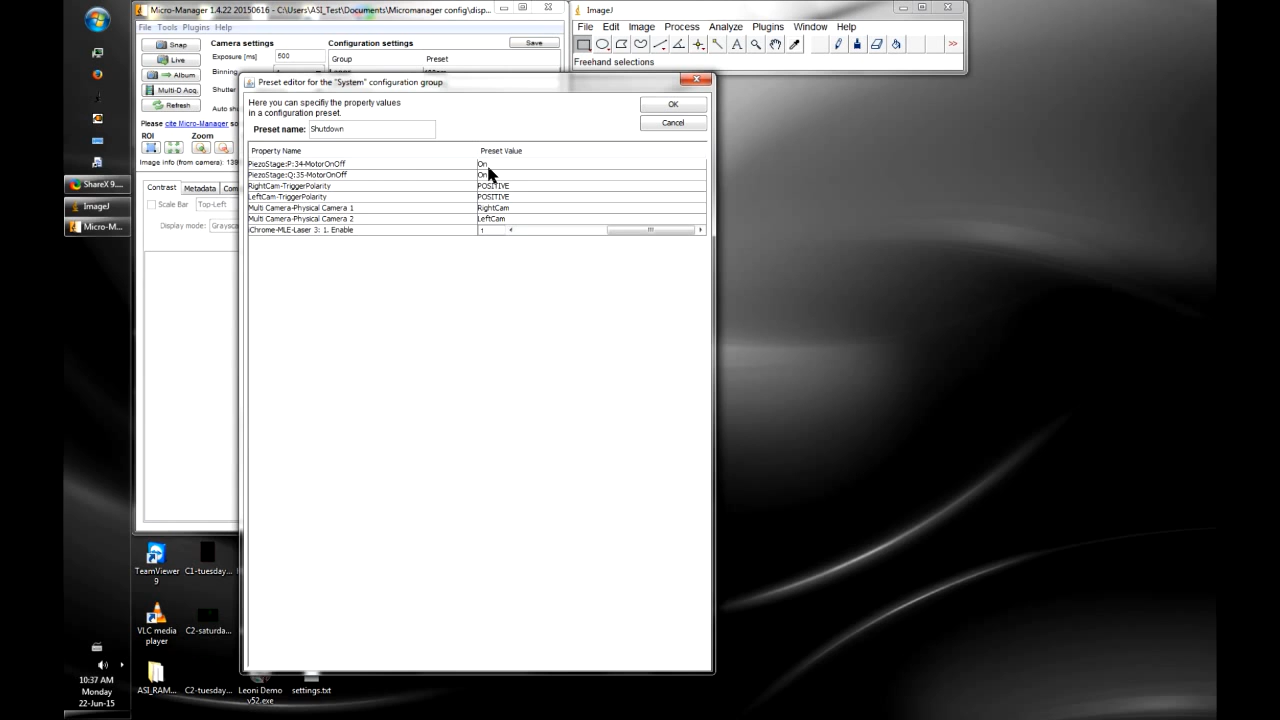 Micro-Manager 1.4.22 20150616 - C:\Users\ASI_Test\Documents\Micromanager config\disp...
File Tools Plugins Help
Snap
Live
Album
Multi-D Acq.
Refresh
Camera settings
Exposure [ms] 500
Binning
Shutter
Auto shu
Configuration settings
Save
Group Preset
Please cite Micro-Manager s
ROI Zoom
Image info (from camera): 139
Contrast Metadata Com
Scale Bar Top-Left
Display mode: Grayscal
ImageJ
File Edit Image Process Analyze Plugins Window Help
Freehand selections
Preset editor for the "System" configuration group
Here you can specify the property values
in a configuration preset.
Preset name: Shutdown
OK
Cancel
Property Name Preset Value
PiezoStage:P:34-MotorOnOff On
PiezoStage:Q:35-MotorOnOff On
RightCam-TriggerPolarity POSITIVE
LeftCam-TriggerPolarity POSITIVE
Multi Camera-Physical Camera 1 RightCam
Multi Camera-Physical Camera 2 LeftCam
iChrome-MLE-Laser 3: 1. Enable 1
ShareX 9....
ImageJ
Micro-M...
TeamViewer
9
C1-tuesday...
VLC media
player
C2-saturda...
ASI_RAM...
C2-tuesday...
Leoni Demo
v52.exe
settings.txt
10:37 AM
Monday
22-Jun-15